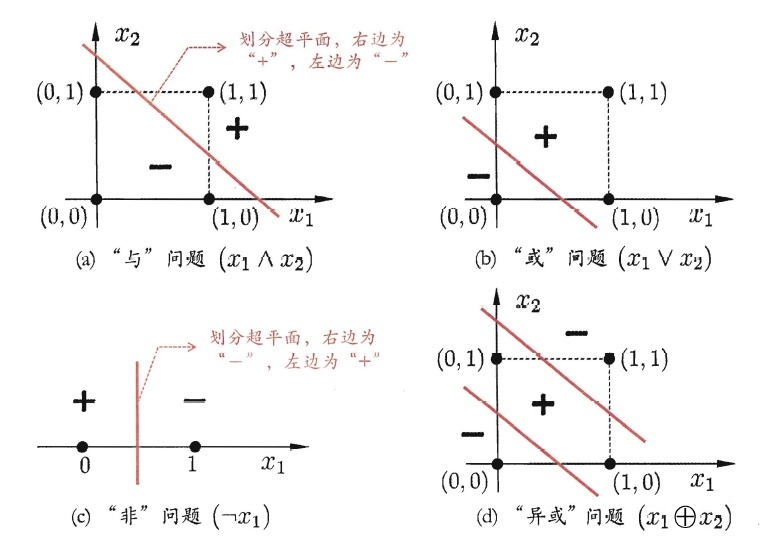 x₂
划分超平面，右边为
“+”，左边为“−”
(0,1)
(1,1)
+
−
(0,0)
(1,0)
x₁
(a) “与”问题 (x₁ ∧ x₂)
x₂
(0,1)
(1,1)
+
−
(0,0)
(1,0)
x₁
(b) “或”问题 (x₁ ∨ x₂)
划分超平面，右边为
“−”，左边为“+”
+
−
0
1
x₁
(c) “非”问题 (¬x₁)
x₂
−
(0,1)
(1,1)
+
−
(0,0)
(1,0)
x₁
(d) “异或”问题 (x₁⊕x₂)